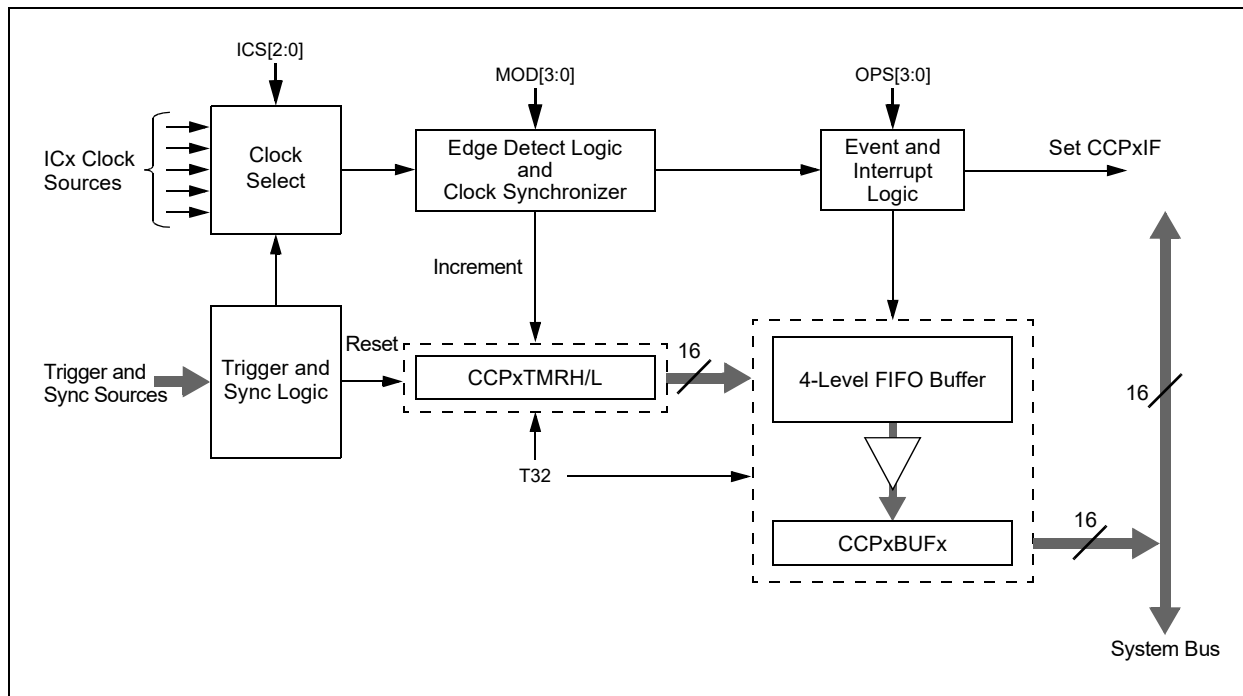 ICS[2:0]
MOD[3:0]
OPS[3:0]
ICx Clock
Sources
Clock
Select
Edge Detect Logic
and
Clock Synchronizer
Event and
Interrupt
Logic
Set CCPxIF
Increment
Trigger and
Sync Sources
Trigger and
Sync Logic
Reset
CCPxTMRH/L
16
4-Level FIFO Buffer
16
T32
CCPxBUFx
16
System Bus